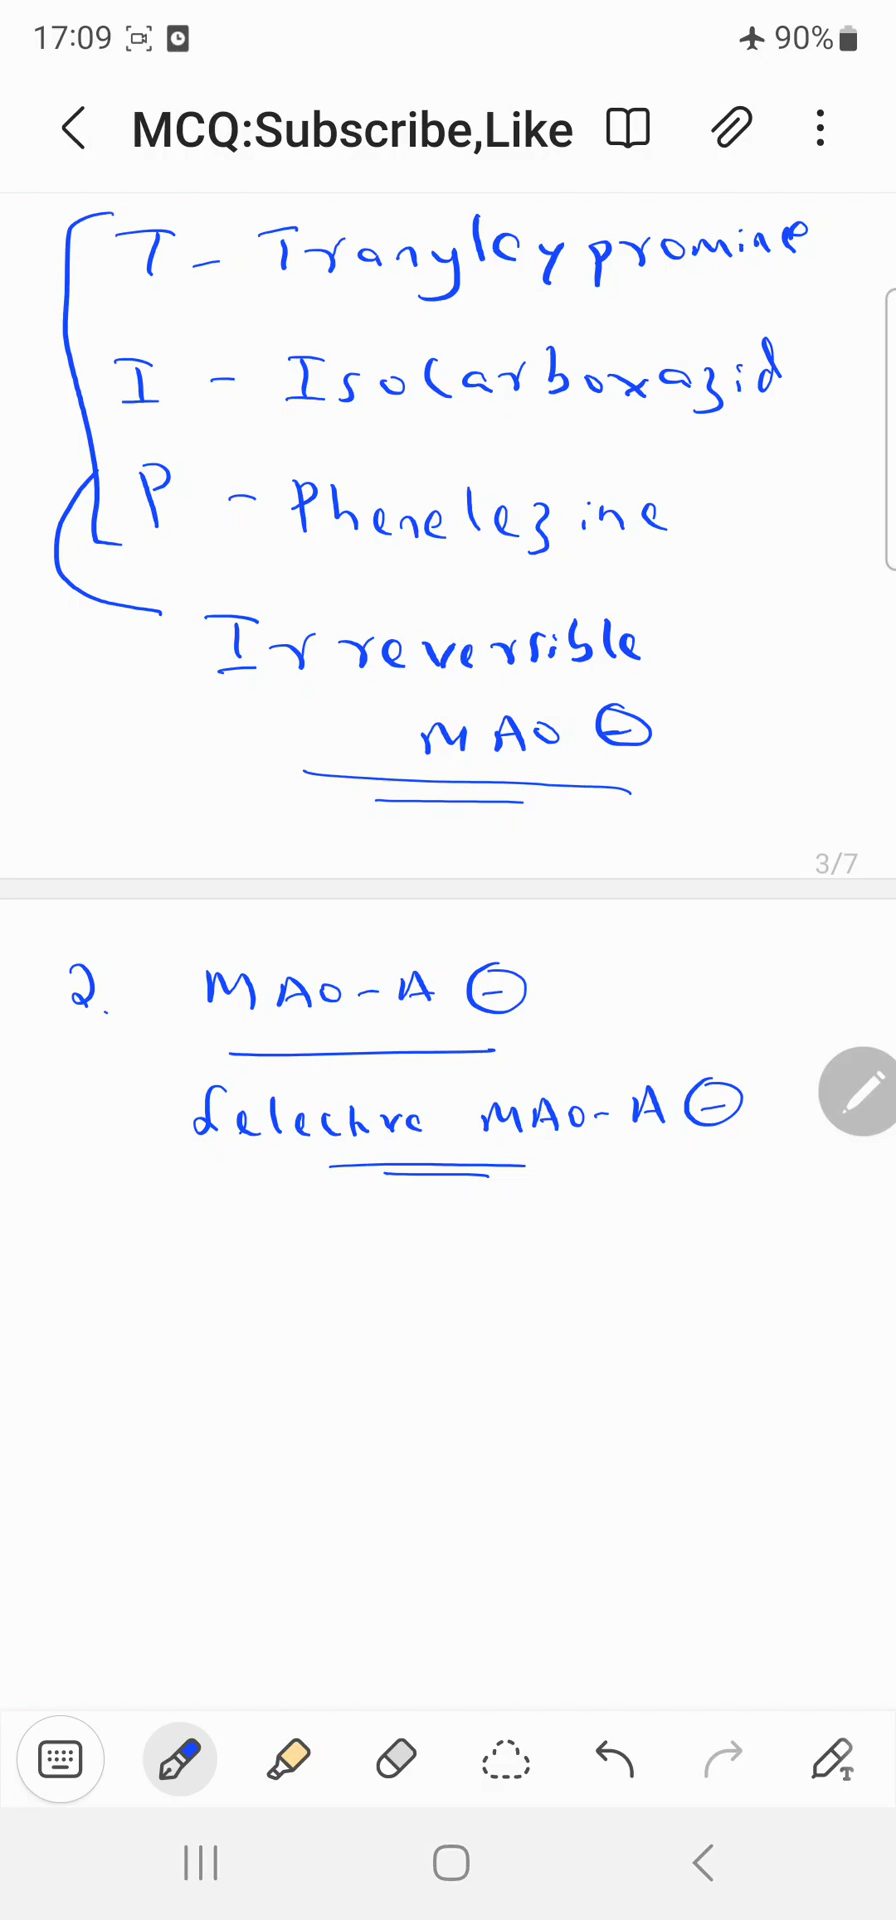 17:09 90%
MCQ:Subscribe,Like
T - Tranylcypromine
I - Isocarboxazid
P - Phenelezine
Irreversible
MAO ⊖
3/7
2. MAO-A ⊖
Selective MAO-A ⊖
T